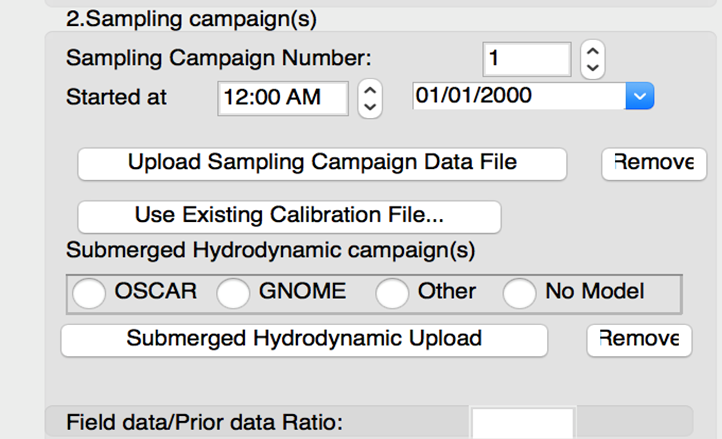 2.Sampling campaign(s)
Sampling Campaign Number: 1
Started at 12:00 AM 01/01/2000
Upload Sampling Campaign Data File Remove
Use Existing Calibration File...
Submerged Hydrodynamic campaign(s)
OSCAR GNOME Other No Model
Submerged Hydrodynamic Upload Remove
Field data/Prior data Ratio: